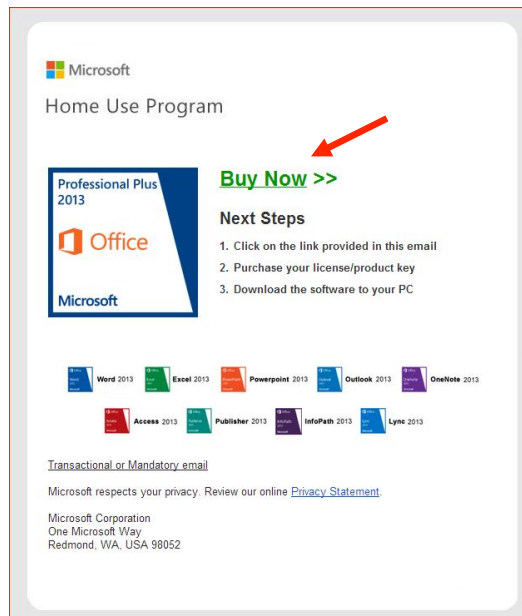 Microsoft
Home Use Program
Professional Plus
2013
Office
Microsoft
Buy Now >>
Next Steps
1. Click on the link provided in this email
2. Purchase your license/product key
3. Download the software to your PC
Word 2013 Excel 2013 Powerpoint 2013 Outlook 2013 OneNote 2013
Access 2013 Publisher 2013 InfoPath 2013 Lync 2013
Transactional or Mandatory email
Microsoft respects your privacy. Review our online Privacy Statement.
Microsoft Corporation
One Microsoft Way
Redmond, WA, USA 98052